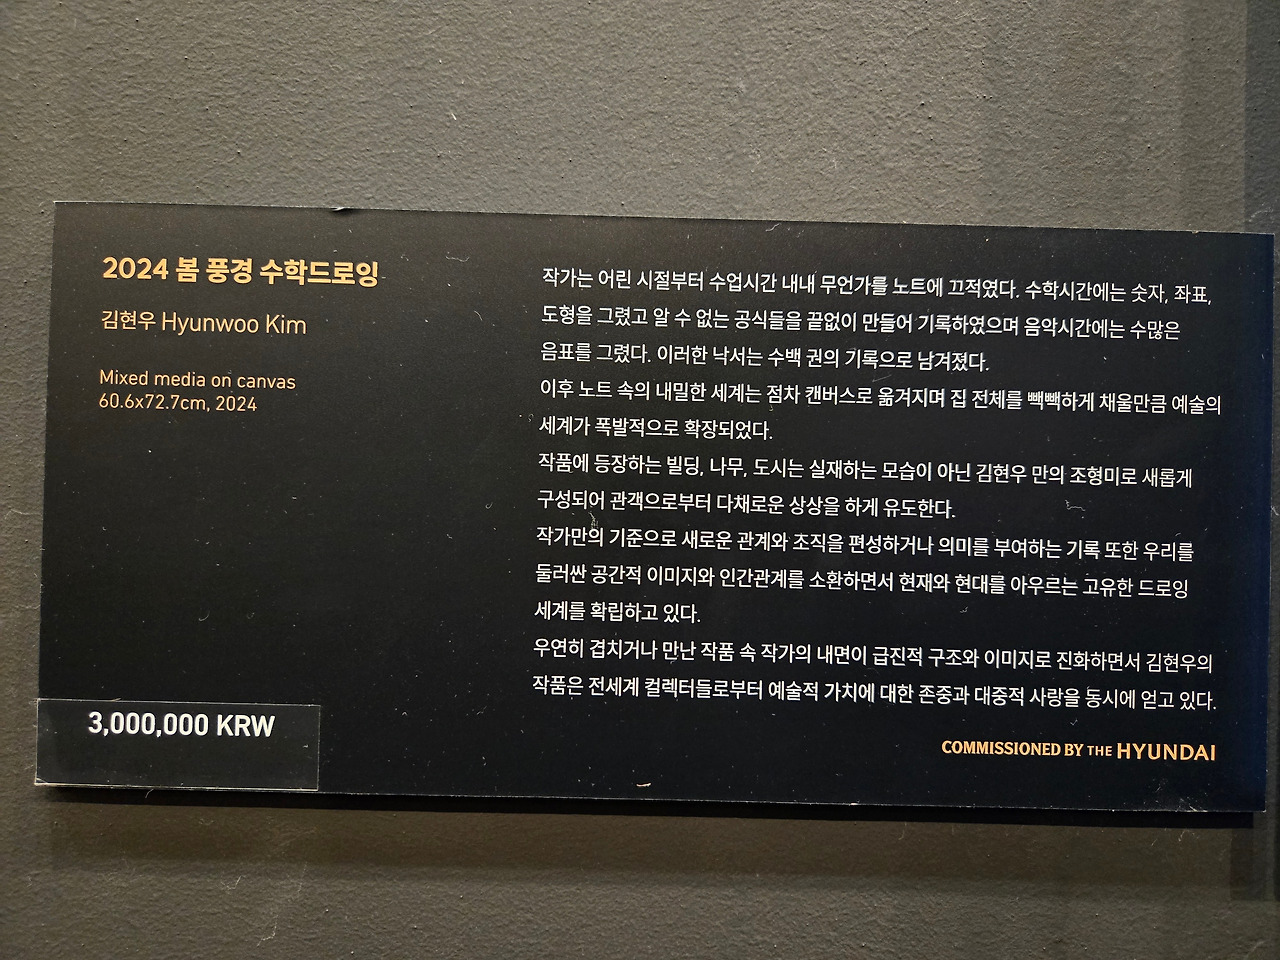 2024 봄 풍경 수학드로잉
김현우 Hyunwoo Kim
Mixed media on canvas
60.6x72.7cm, 2024
3,000,000 KRW
작가는 어린 시절부터 수업시간 내내 무언가를 노트에 끄적였다. 수학시간에는 숫자, 좌표,
도형을 그렸고 알 수 없는 공식들을 끝없이 만들어 기록하였으며 음악시간에는 수많은
음표를 그렸다. 이러한 낙서는 수백 권의 기록으로 남겨졌다.
이후 노트 속의 내밀한 세계는 점차 캔버스로 옮겨지며 집 전체를 빽빽하게 채울만큼 예술의
세계가 폭발적으로 확장되었다.
작품에 등장하는 빌딩, 나무, 도시는 실재하는 모습이 아닌 김현우 만의 조형미로 새롭게
구성되어 관객으로부터 다채로운 상상을 하게 유도한다.
작가만의 기준으로 새로운 관계와 조직을 편성하거나 의미를 부여하는 기록 또한 우리를
둘러싼 공간적 이미지와 인간관계를 소환하면서 현재와 현대를 아우르는 고유한 드로잉
세계를 확립하고 있다.
우연히 겹치거나 만난 작품 속 작가의 내면이 급진적 구조와 이미지로 진화하면서 김현우의
작품은 전세계 컬렉터들로부터 예술적 가치에 대한 존중과 대중적 사랑을 동시에 얻고 있다.
COMMISSIONED BY THE HYUNDAI